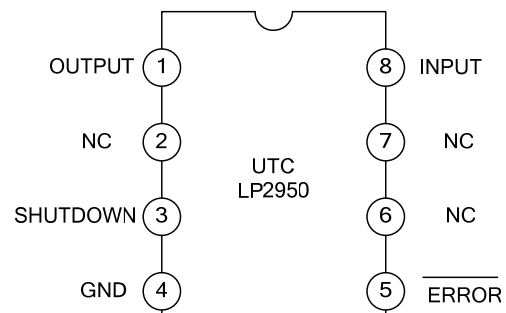 OUTPUT 1 8 INPUT
NC 2 7 NC
UTC
LP2950
SHUTDOWN 3 6 NC
GND 4 5 ERROR